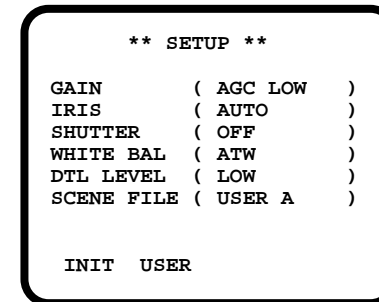 ** SETUP **
GAIN ( AGC LOW )
IRIS ( AUTO )
SHUTTER ( OFF )
WHITE BAL ( ATW )
DTL LEVEL ( LOW )
SCENE FILE ( USER A )
INIT USER